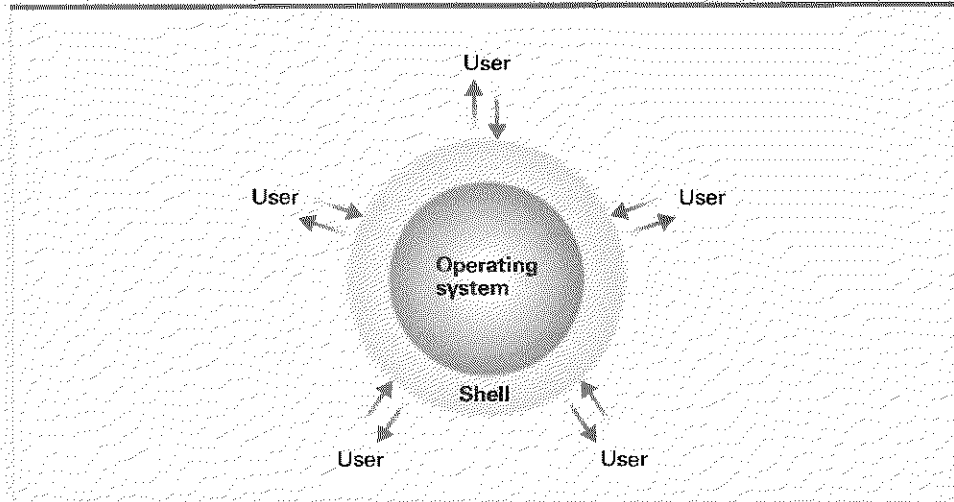 User
User
User
Operating
system
Shell
User
User